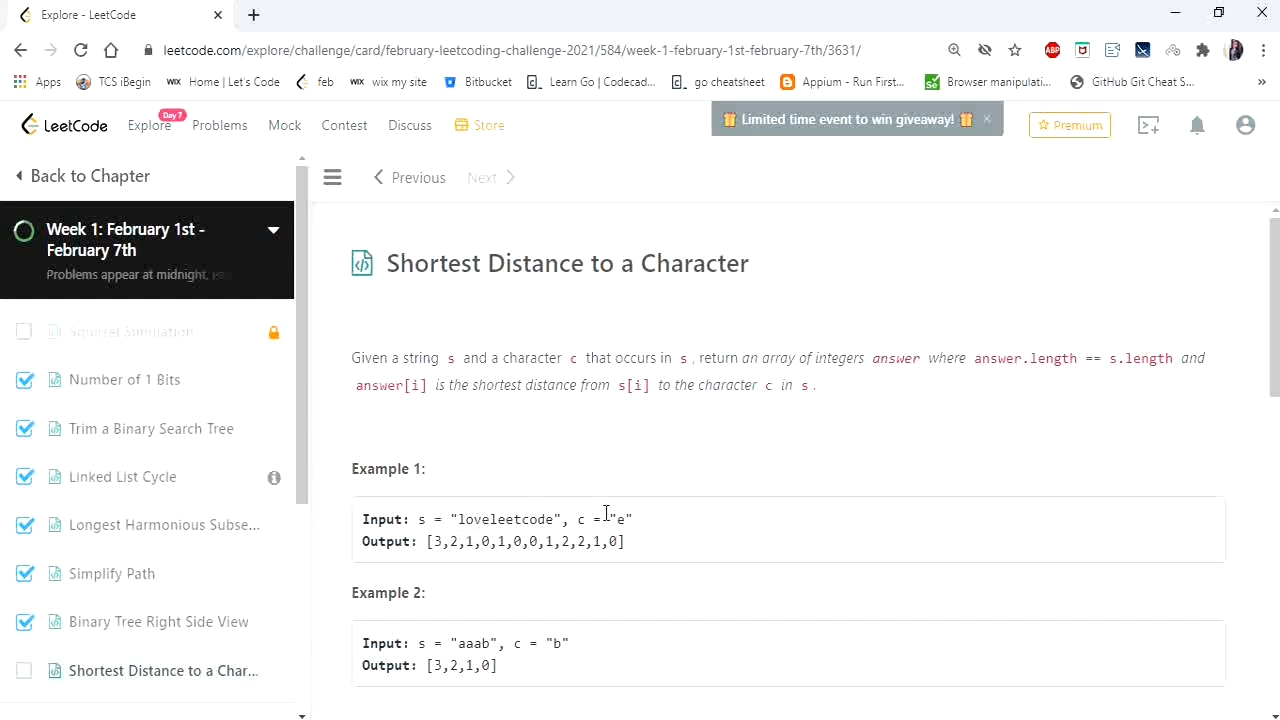 Explore - LeetCode
leetcode.com/explore/challenge/card/february-leetcoding-challenge-2021/584/week-1-february-1st-february-7th/3631/
ABP
Apps TCS iBegin WIX Home | Let's Code feb WIX wix my site Bitbucket Learn Go | Codecad... go cheatsheet Appium - Run First... Se Browser manipulati... GitHub Git Cheat S... »
LeetCode Explore Day 7 Problems Mock Contest Discuss Store Limited time event to win giveaway! × Premium
Back to Chapter
Previous Next
Week 1: February 1st -
February 7th
Problems appear at midnight,
Shortest Distance to a Character
Squirrel Simulation
Number of 1 Bits
Trim a Binary Search Tree
Linked List Cycle
Longest Harmonious Subse...
Simplify Path
Binary Tree Right Side View
Shortest Distance to a Char...
Given a string s and a character c that occurs in s, return an array of integers answer where answer.length == s.length and
answer[i] is the shortest distance from s[i] to the character c in s.
Example 1:
Input: s = "loveleetcode", c = "e"
Output: [3,2,1,0,1,0,0,1,2,2,1,0]
Example 2:
Input: s = "aaab", c = "b"
Output: [3,2,1,0]